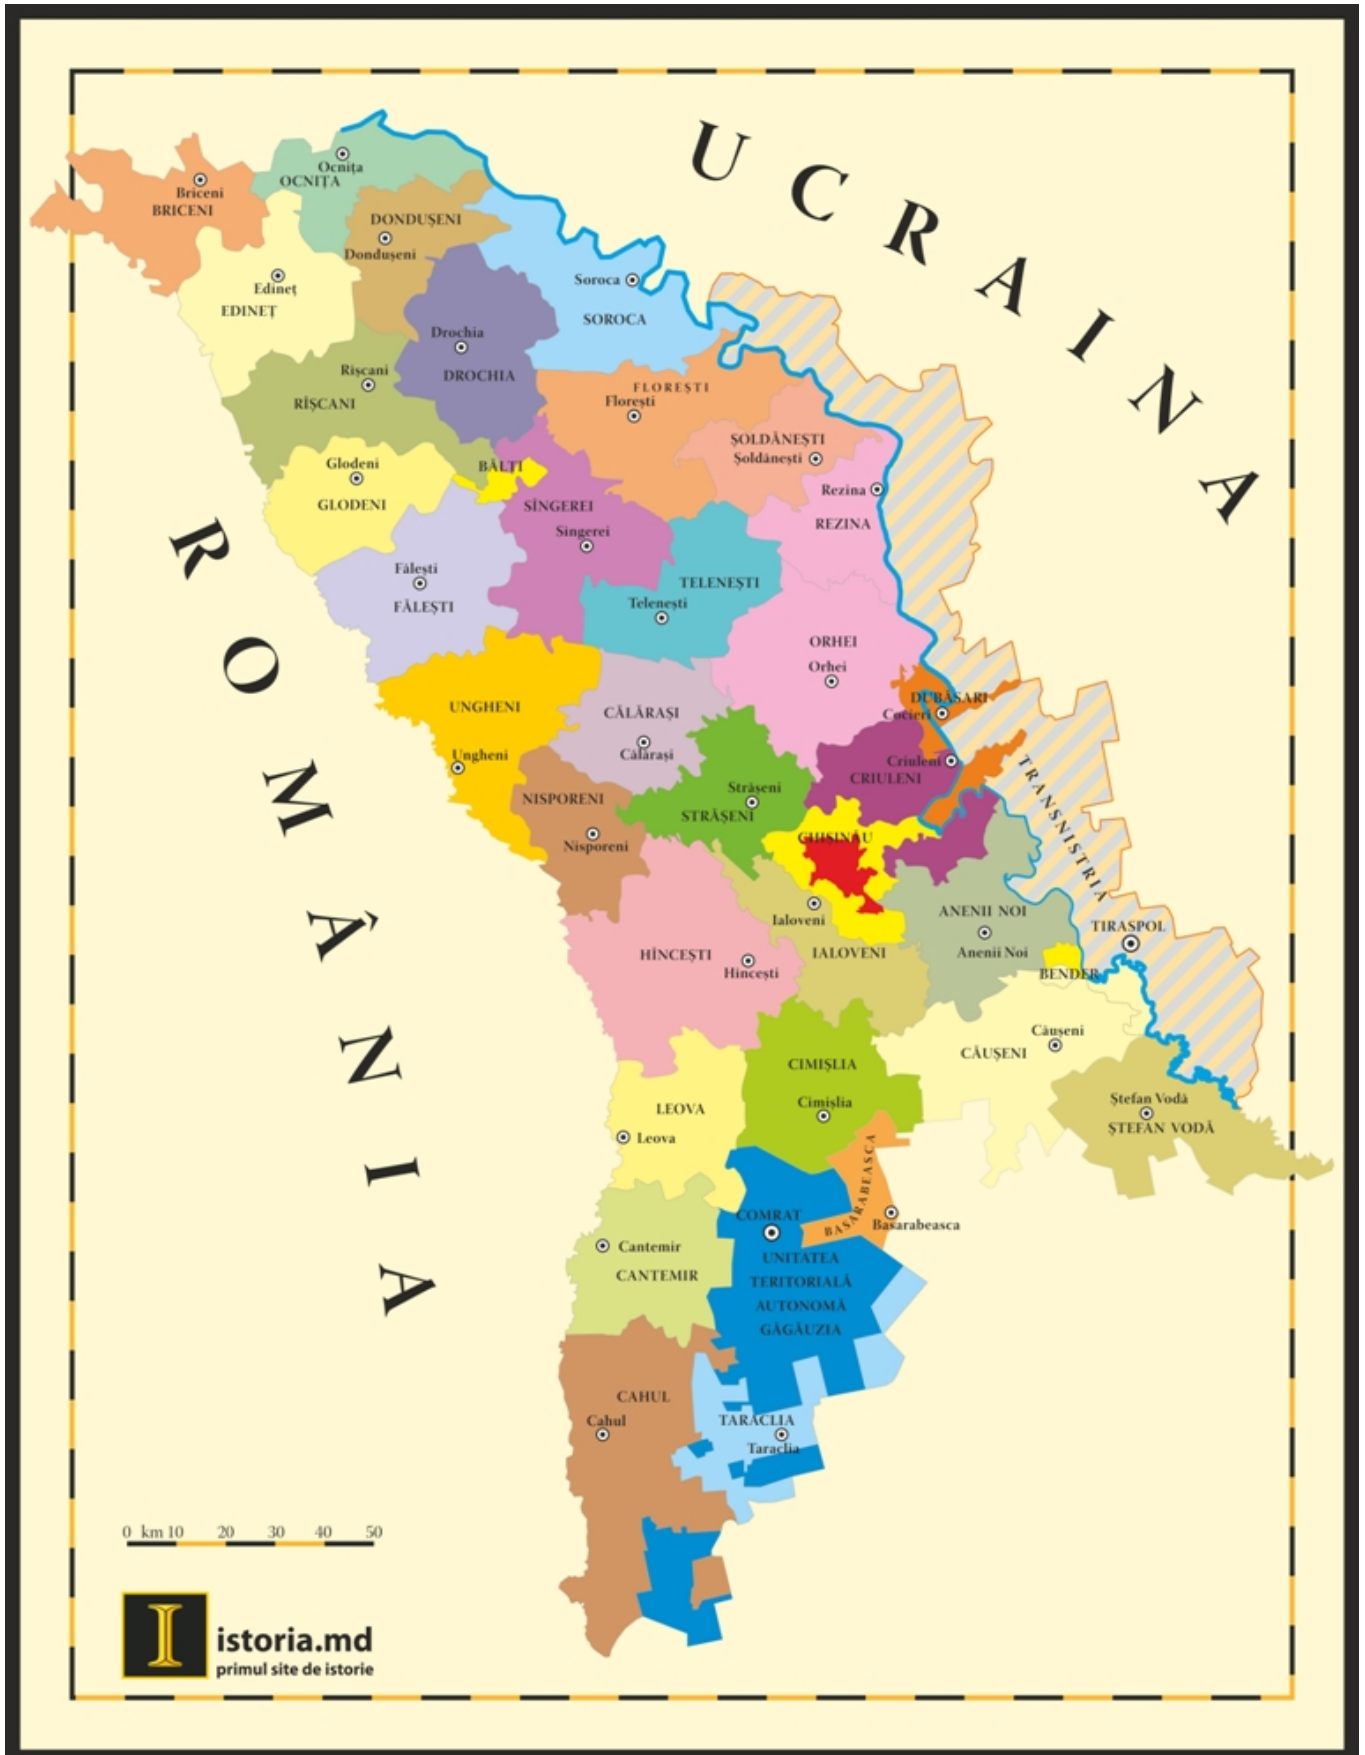 UCRAINA
ROMÂNIA
Ocnița
OCNIȚA
Briceni
BRICENI
DONDUȘENI
Dondușeni
Edineț
EDINEȚ
Soroca
SOROCA
Drochia
DROCHIA
Rîșcani
RÎȘCANI
FLOREȘTI
Florești
ȘOLDĂNEȘTI
Șoldănești
Glodeni
GLODENI
BĂLȚI
Rezina
REZINA
SÎNGEREI
Sîngerei
Fălești
FĂLEȘTI
TELENEȘTI
Telenești
ORHEI
Orhei
UNGHENI
Ungheni
CĂLĂRAȘI
Călărași
DUBĂSARI
Cocieri
Criuleni
CRIULENI
TRANSNISTRIA
NISPORENI
Nisporeni
Strășeni
STRĂȘENI
CHIȘINĂU
Ialoveni
IALOVENI
ANENII NOI
Anenii Noi
TIRASPOL
BENDER
HÎNCEȘTI
Hîncești
Căușeni
CĂUȘENI
CIMIȘLIA
Cimișlia
LEOVA
Leova
Ștefan Vodă
ȘTEFAN VODĂ
BASARABEASCA
Basarabeasca
COMRAT
UNITATEA
TERITORIALĂ
AUTONOMĂ
GĂGĂUZIA
Cantemir
CANTEMIR
CAHUL
Cahul
TARACLIA
Taraclia
0 km 10 20 30 40 50
I
istoria.md
primul site de istorie